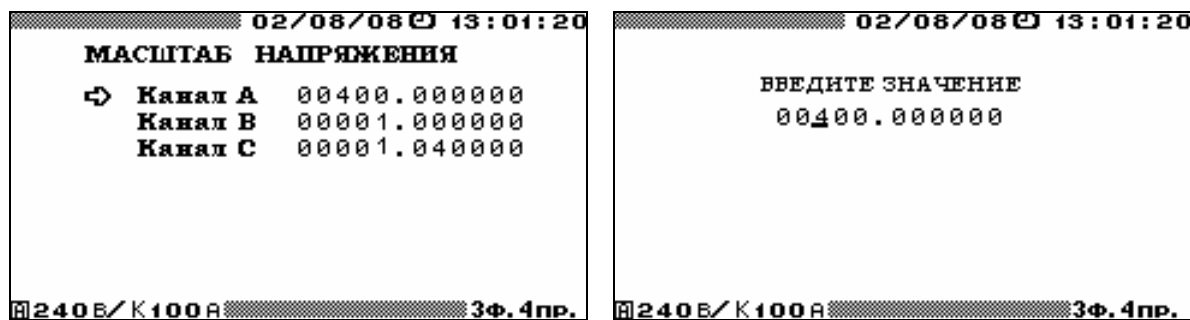 02/08/08 13:01:20
МАСШТАБ НАПРЯЖЕНИЯ
Канал A 00400.000000
Канал B 00001.000000
Канал C 00001.040000
A 240В/К100А 3Ф.4пр.
02/08/08 13:01:20
ВВЕДИТЕ ЗНАЧЕНИЕ
00400.000000
A 240В/К100А 3Ф.4пр.